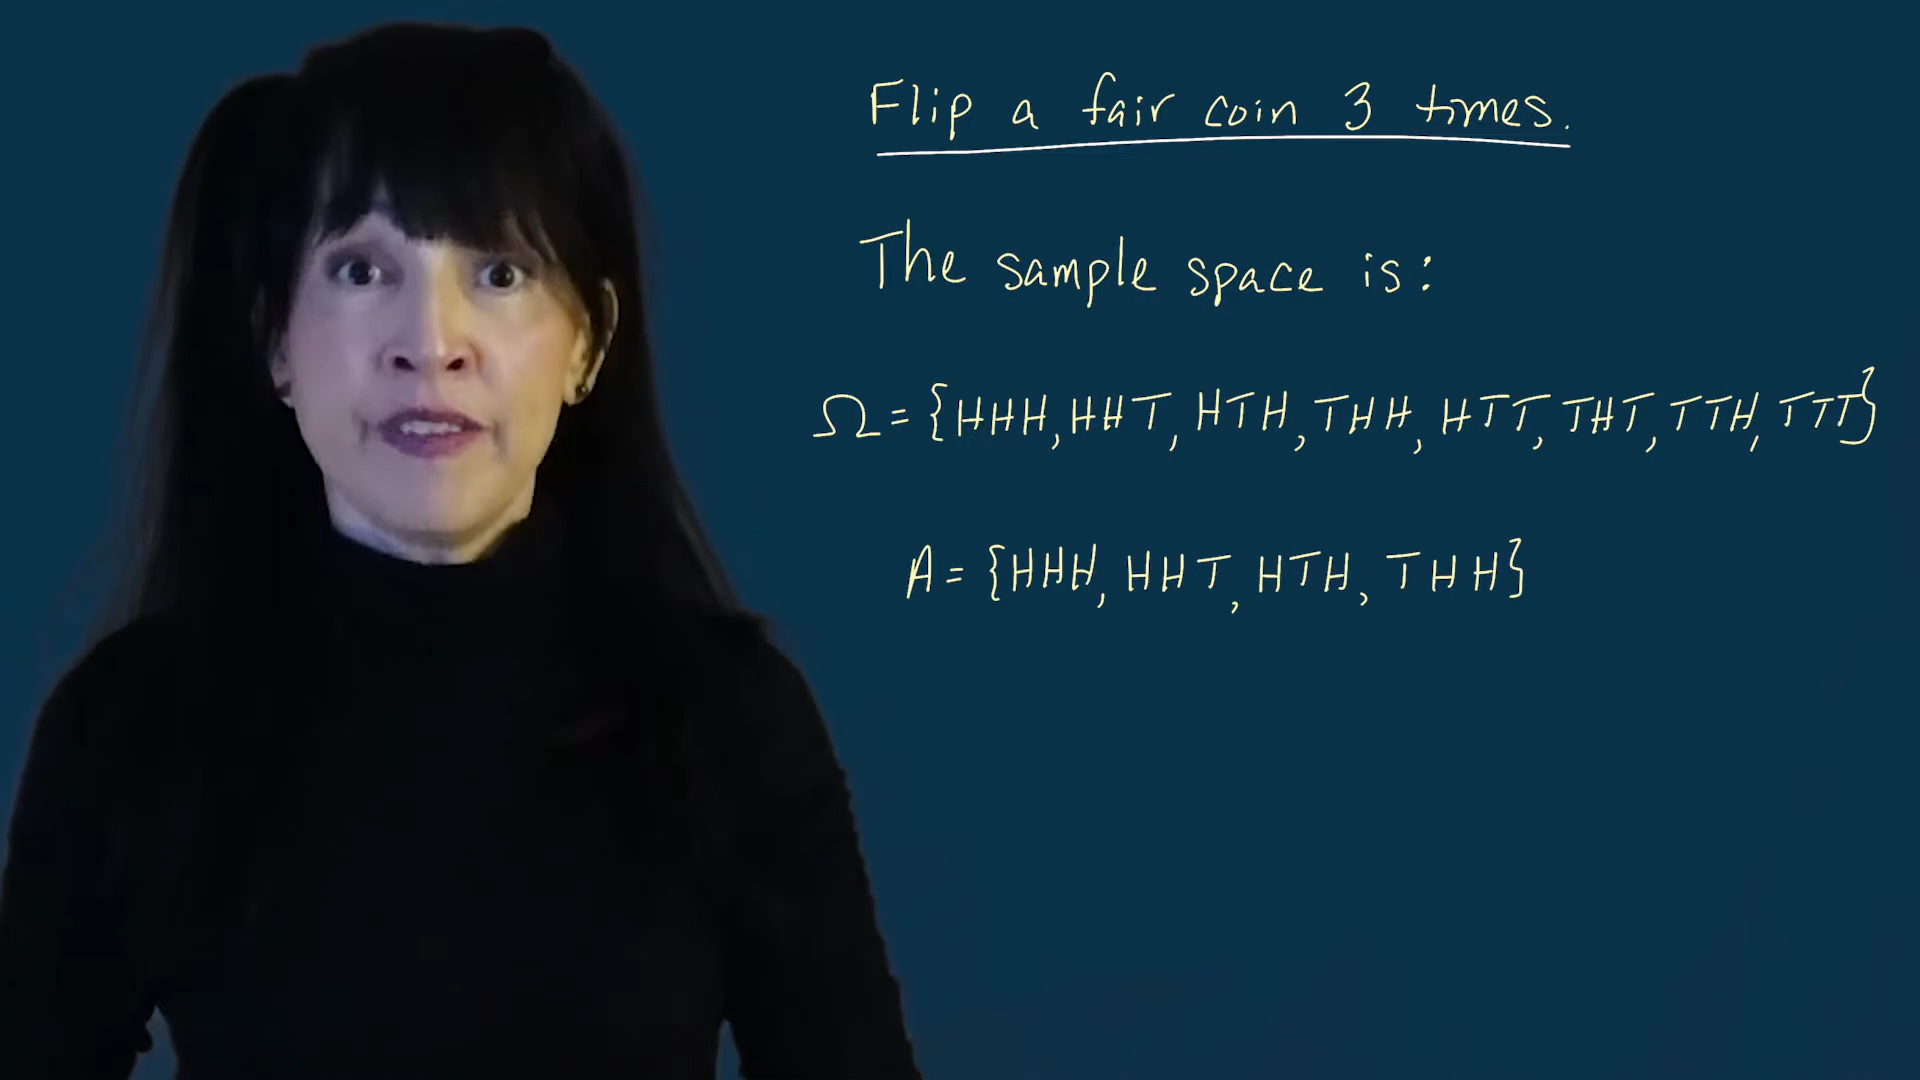 Flip a fair coin 3 times.
The sample space is:
Ω = {HHH, HHT, HTH, THH, HTT, THT, TTH, TTT}
A = {HHH, HHT, HTH, THH}